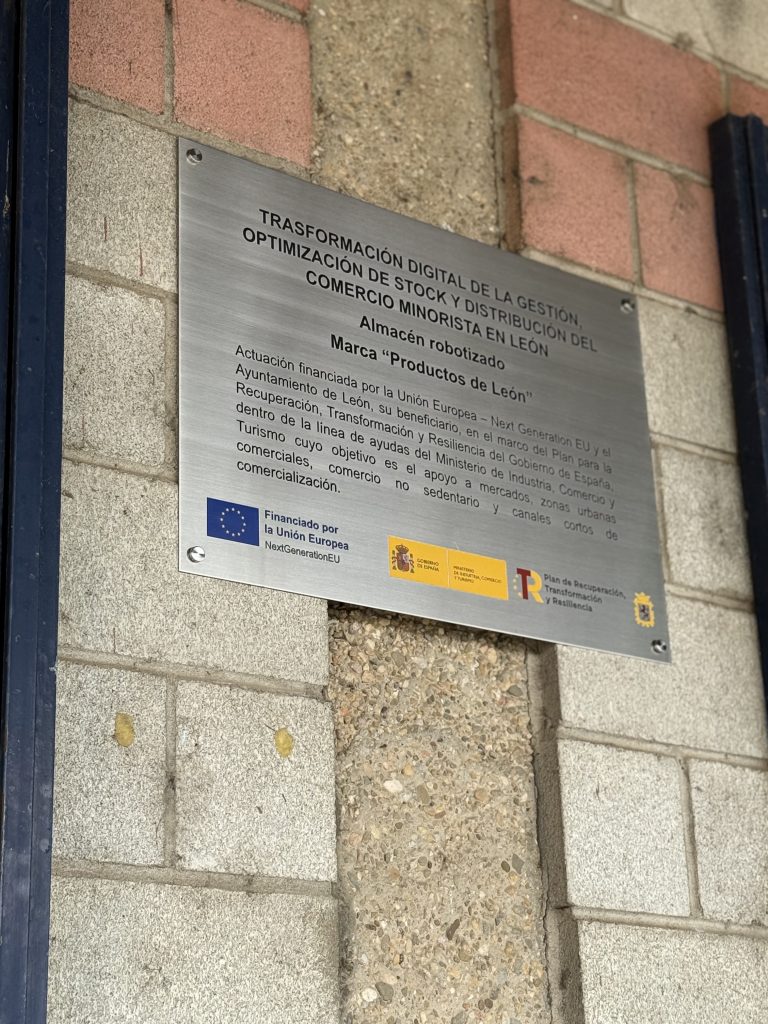 TRASFORMACIÓN DIGITAL DE LA GESTIÓN,
OPTIMIZACIÓN DE STOCK Y DISTRIBUCIÓN DEL
COMERCIO MINORISTA EN LEÓN
Almacén robotizado
Marca “Productos de León”
Actuación financiada por la Unión Europea – Next Generation EU y el
Ayuntamiento de León, su beneficiario, en el marco del Plan para la
Recuperación, Transformación y Resiliencia del Gobierno de España,
dentro de la línea de ayudas del Ministerio de Industria, Comercio y
Turismo cuyo objetivo es el apoyo a mercados, zonas urbanas
comerciales, comercio no sedentario y canales cortos de
comercialización.
Financiado por
la Unión Europea
NextGenerationEU
GOBIERNO
DE ESPAÑA
MINISTERIO
DE INDUSTRIA, COMERCIO
Y TURISMO
TR
Plan de Recuperación,
Transformación
y Resiliencia